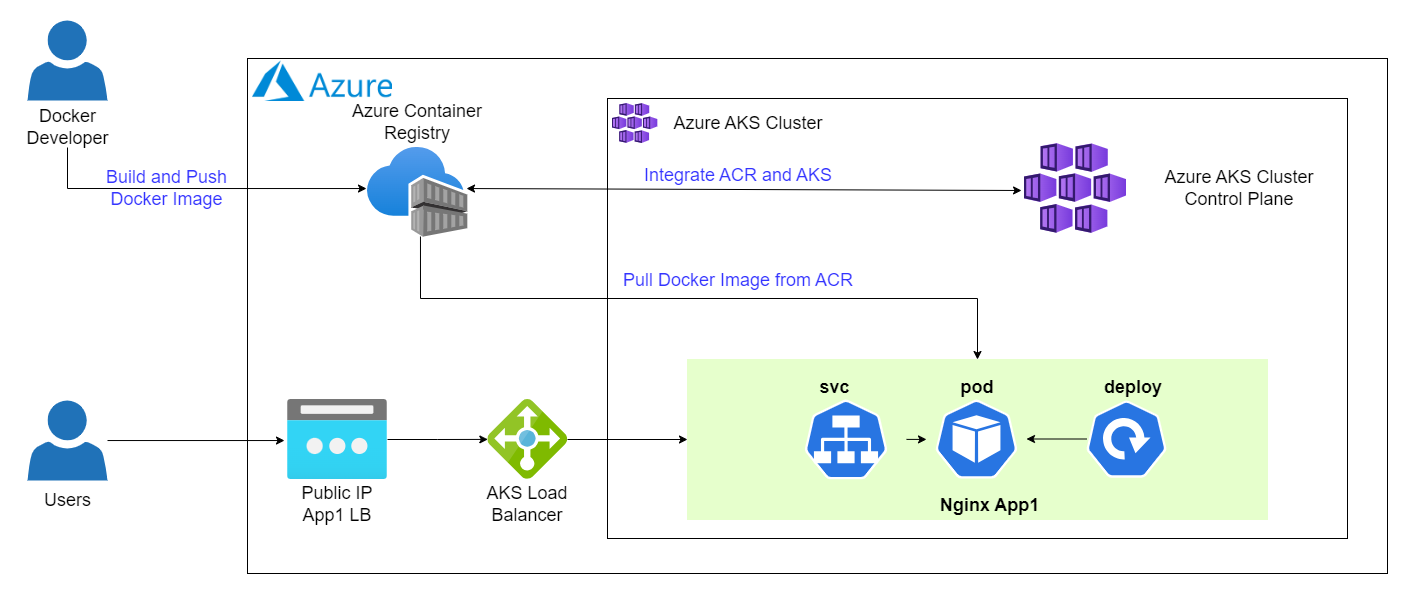 Docker
Developer
Azure
Azure Container
Registry
Azure AKS Cluster
Build and Push
Docker Image
Integrate ACR and AKS
Azure AKS Cluster
Control Plane
Pull Docker Image from ACR
svc
pod
deploy
Nginx App1
Users
Public IP
App1 LB
AKS Load
Balancer